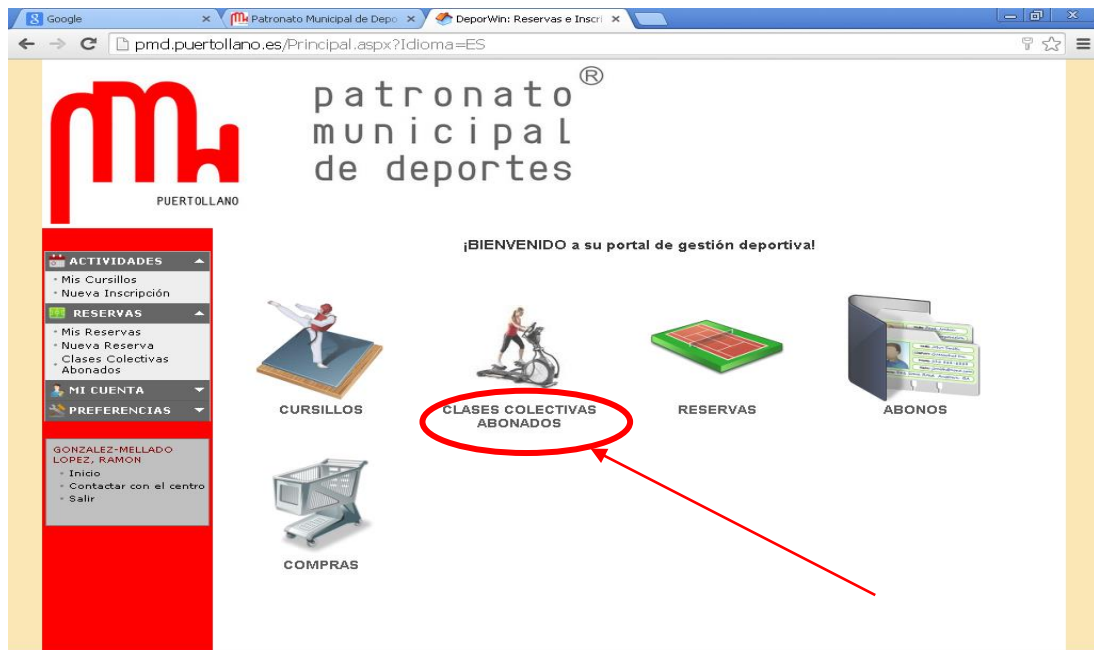 Google
Patronato Municipal de Depo
DeporWin: Reservas e Inscri
pmd.puertollano.es/Principal.aspx?Idioma=ES
patronato®
municipal
de deportes
PUERTOLLANO
¡BIENVENIDO a su portal de gestión deportiva!
ACTIVIDADES
Mis Cursillos
Nueva Inscripción
RESERVAS
Mis Reservas
Nueva Reserva
Clases Colectivas
Abonados
MI CUENTA
PREFERENCIAS
GONZALEZ-MELLADO
LOPEZ, RAMON
Inicio
Contactar con el centro
Salir
CURSILLOS
CLASES COLECTIVAS
ABONADOS
RESERVAS
ABONOS
COMPRAS